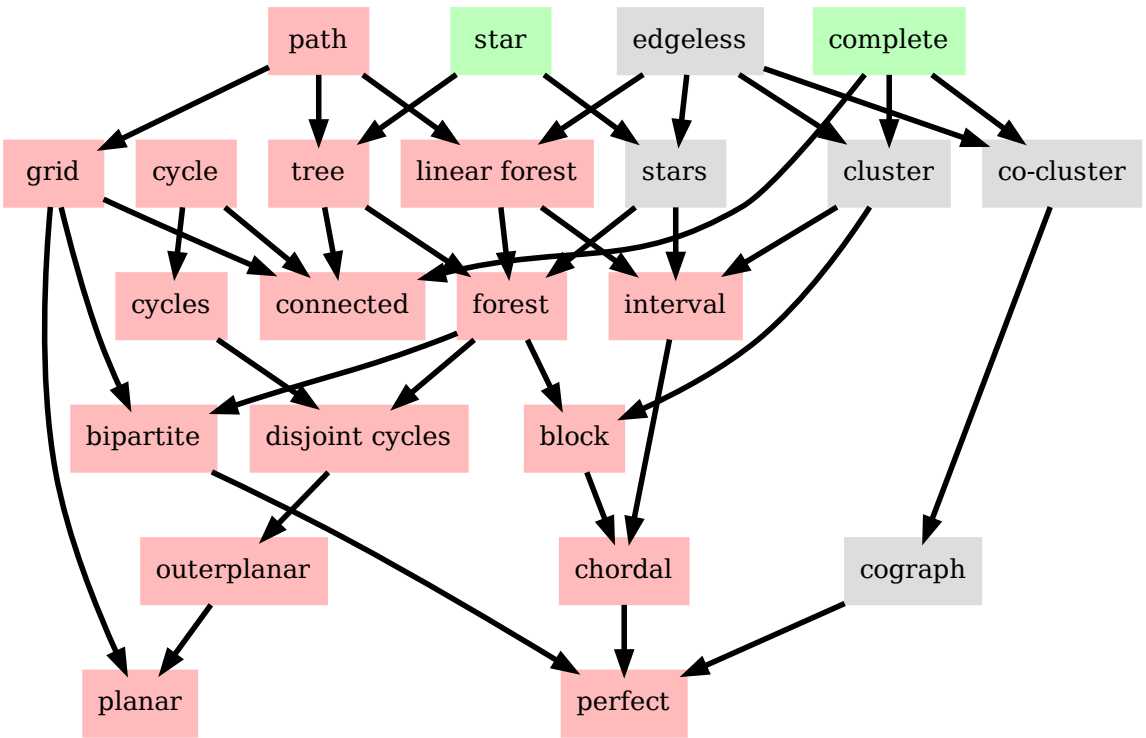 path
star
edgeless
complete
grid
cycle
tree
linear forest
stars
cluster
co-cluster
cycles
connected
forest
interval
bipartite
disjoint cycles
block
outerplanar
chordal
cograph
planar
perfect